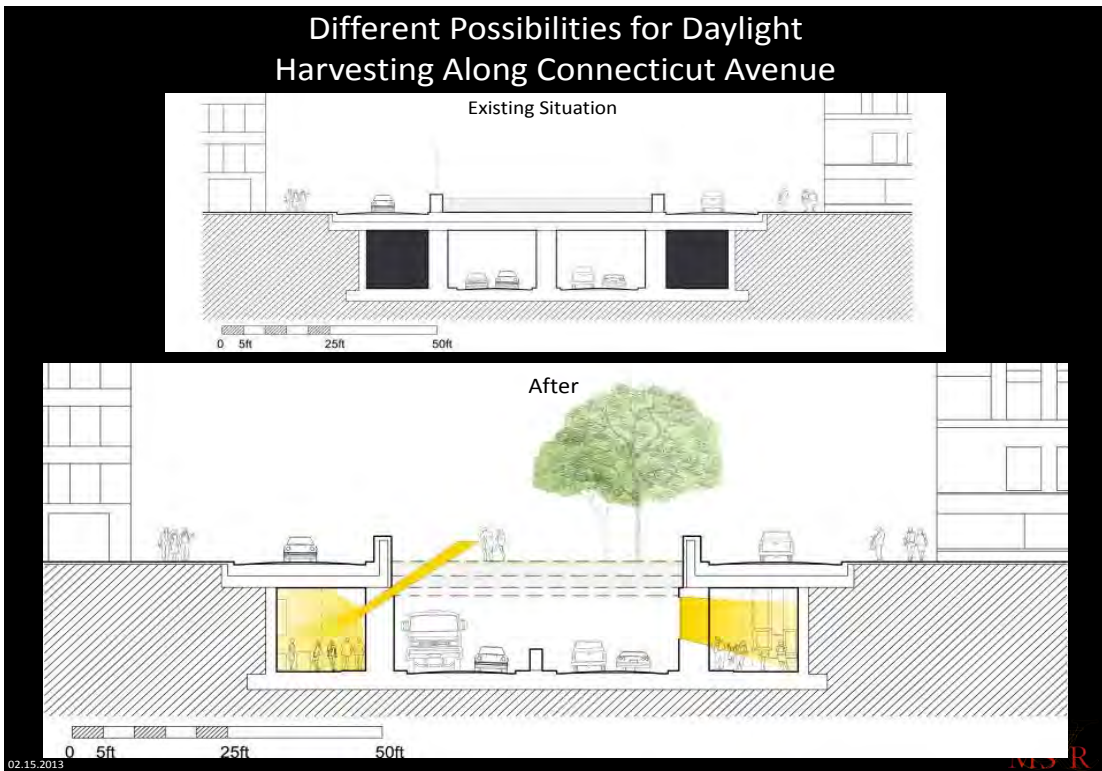 Different Possibilities for Daylight
Harvesting Along Connecticut Avenue
Existing Situation
0 5ft 25ft 50ft
After
0 5ft 25ft 50ft
02.15.2013